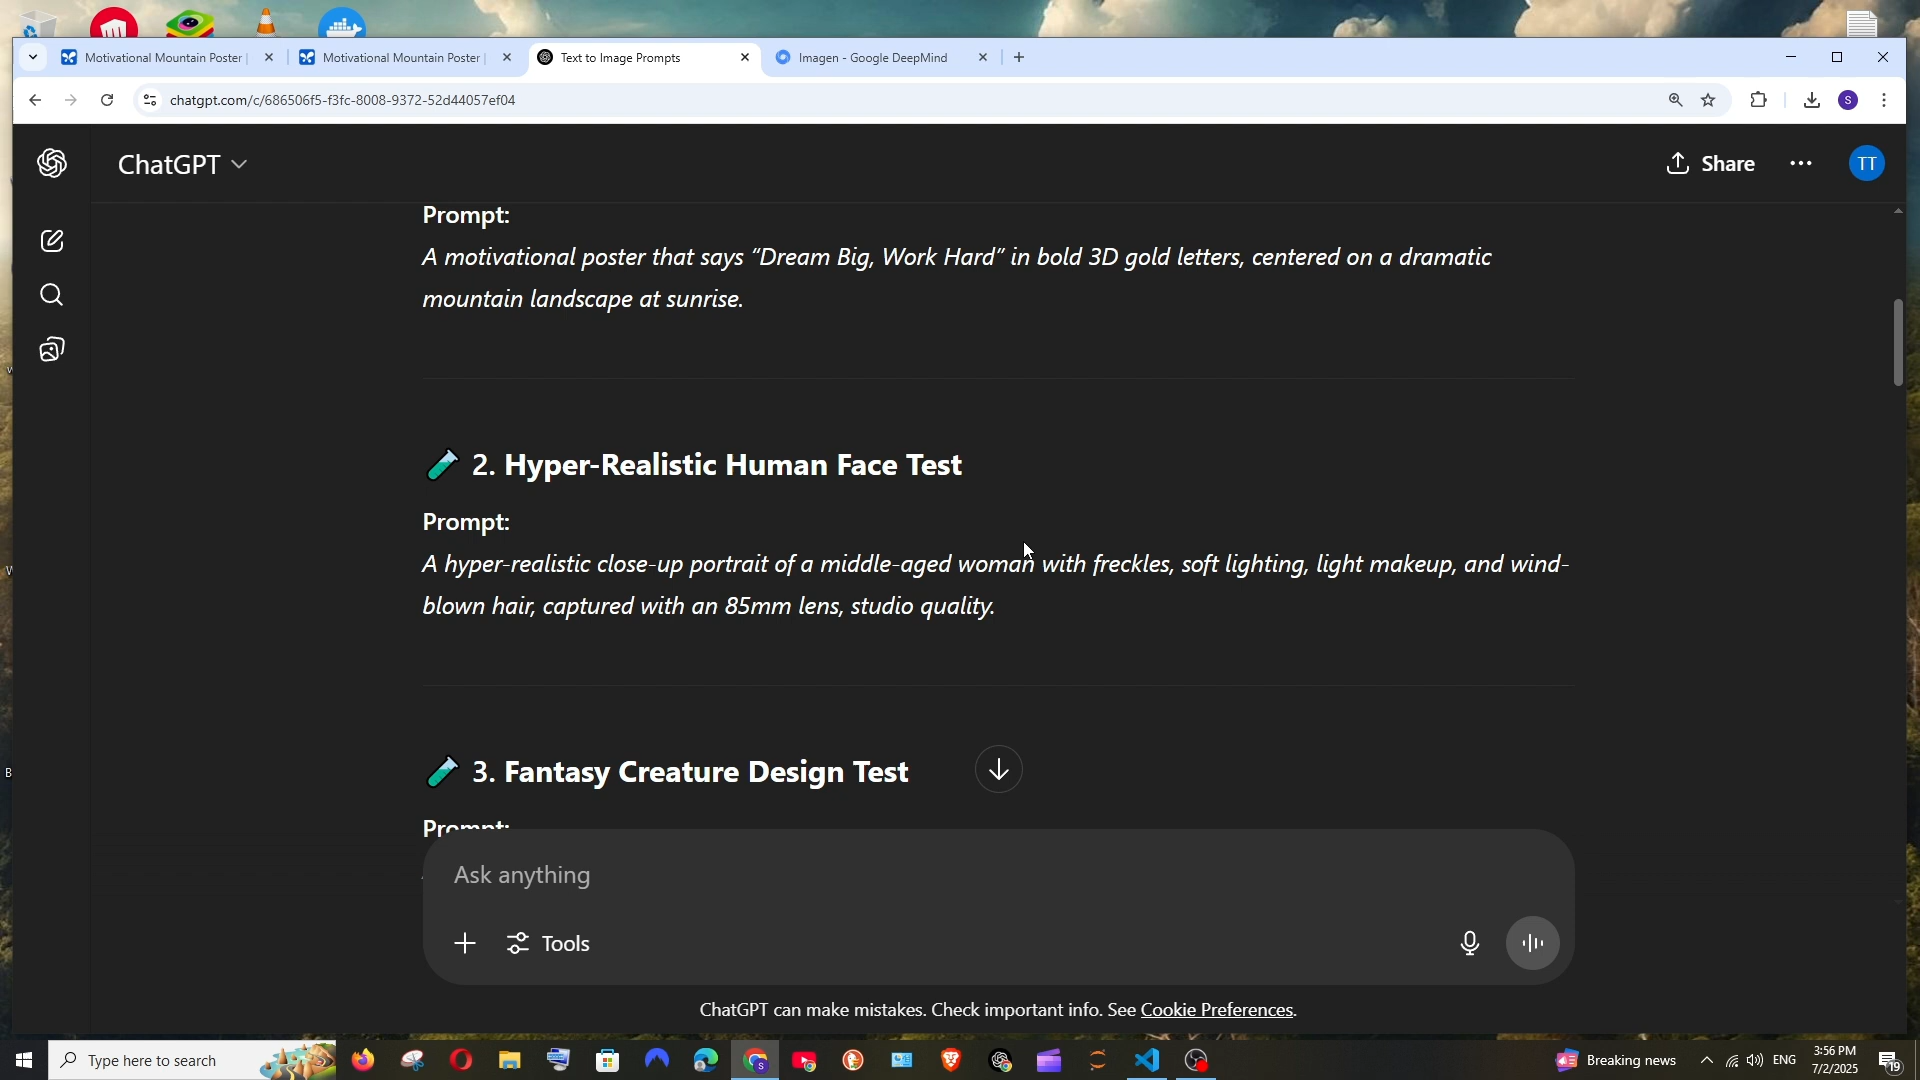 Motivational Mountain Poster
Motivational Mountain Poster
Text to Image Prompts
Imagen - Google DeepMind
chatgpt.com/c/686506f5-f3fc-8008-9372-52d44057ef04
S
ChatGPT
Share
TT
Prompt:
A motivational poster that says “Dream Big, Work Hard” in bold 3D gold letters, centered on a dramatic
mountain landscape at sunrise.
2. Hyper-Realistic Human Face Test
Prompt:
A hyper-realistic close-up portrait of a middle-aged woman with freckles, soft lighting, light makeup, and wind-
blown hair, captured with an 85mm lens, studio quality.
3. Fantasy Creature Design Test
Prompt:
Ask anything
Tools
ChatGPT can make mistakes. Check important info. See Cookie Preferences.
Type here to search
Breaking news
ENG
3:56 PM
7/2/2025
19